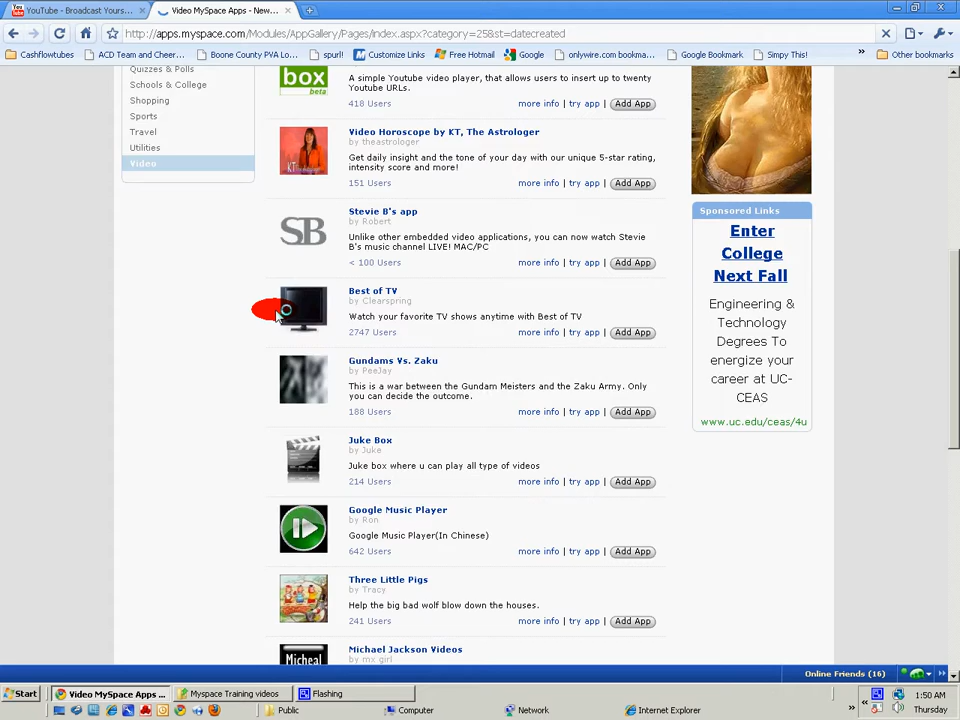 YouTube - Broadcast Yours...
Video MySpace Apps - New...
http://apps.myspace.com/Modules/AppGallery/Pages/index.aspx?category=25&st=datecreated
Cashflowtubes
ACD Team and Cheer...
Boone County PVA Lo...
spurl!
Customize Links
Free Hotmail
onlywire.com bookma...
Google
Google Bookmark
Simpy This!
»
Other bookmarks
Quizzes & Polls
Schools & College
Shopping
Sports
Travel
Utilities
Video
box
beta
A simple Youtube video player, that allows users to insert up to twenty
Youtube URLs.
418 Users
more info | try app | Add App
KT
Video Horoscope by KT, The Astrologer
by theastrologer
Get daily insight and the tone of your day with our unique 5-star rating,
intensity score and more!
151 Users
more info | try app | Add App
SB
Stevie B's app
by Robert
Unlike other embedded video applications, you can now watch Stevie
B's music channel LIVE! MAC/PC
< 100 Users
more info | try app | Add App
Best of TV
by Clearspring
Watch your favorite TV shows anytime with Best of TV
2747 Users
more info | try app | Add App
Gundams Vs. Zaku
by PeeJay
This is a war between the Gundam Meisters and the Zaku Army. Only
you can decide the outcome.
188 Users
more info | try app | Add App
Juke Box
by Juke
Juke box where u can play all type of videos
214 Users
more info | try app | Add App
Google Music Player
by Ron
Google Music Player(In Chinese)
642 Users
more info | try app | Add App
Three Little Pigs
by Tracy
Help the big bad wolf blow down the houses.
241 Users
more info | try app | Add App
Micheal
Michael Jackson Videos
by mx girl
Sponsored Links
Enter
College
Next Fall
Engineering &
Technology
Degrees To
energize your
career at UC-
CEAS
www.uc.edu/ceas/4u
Online Friends (16)
Start
Video MySpace Apps ...
Myspace Training videos
Flashing
1:50 AM
Public
Computer
Network
Internet Explorer
Thursday